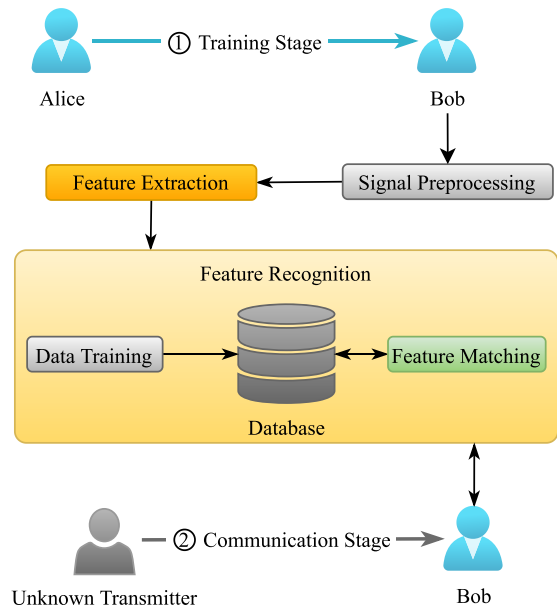 ① Training Stage
Alice
Bob
Feature Extraction
Signal Preprocessing
Feature Recognition
Data Training
Feature Matching
Database
② Communication Stage
Unknown Transmitter
Bob